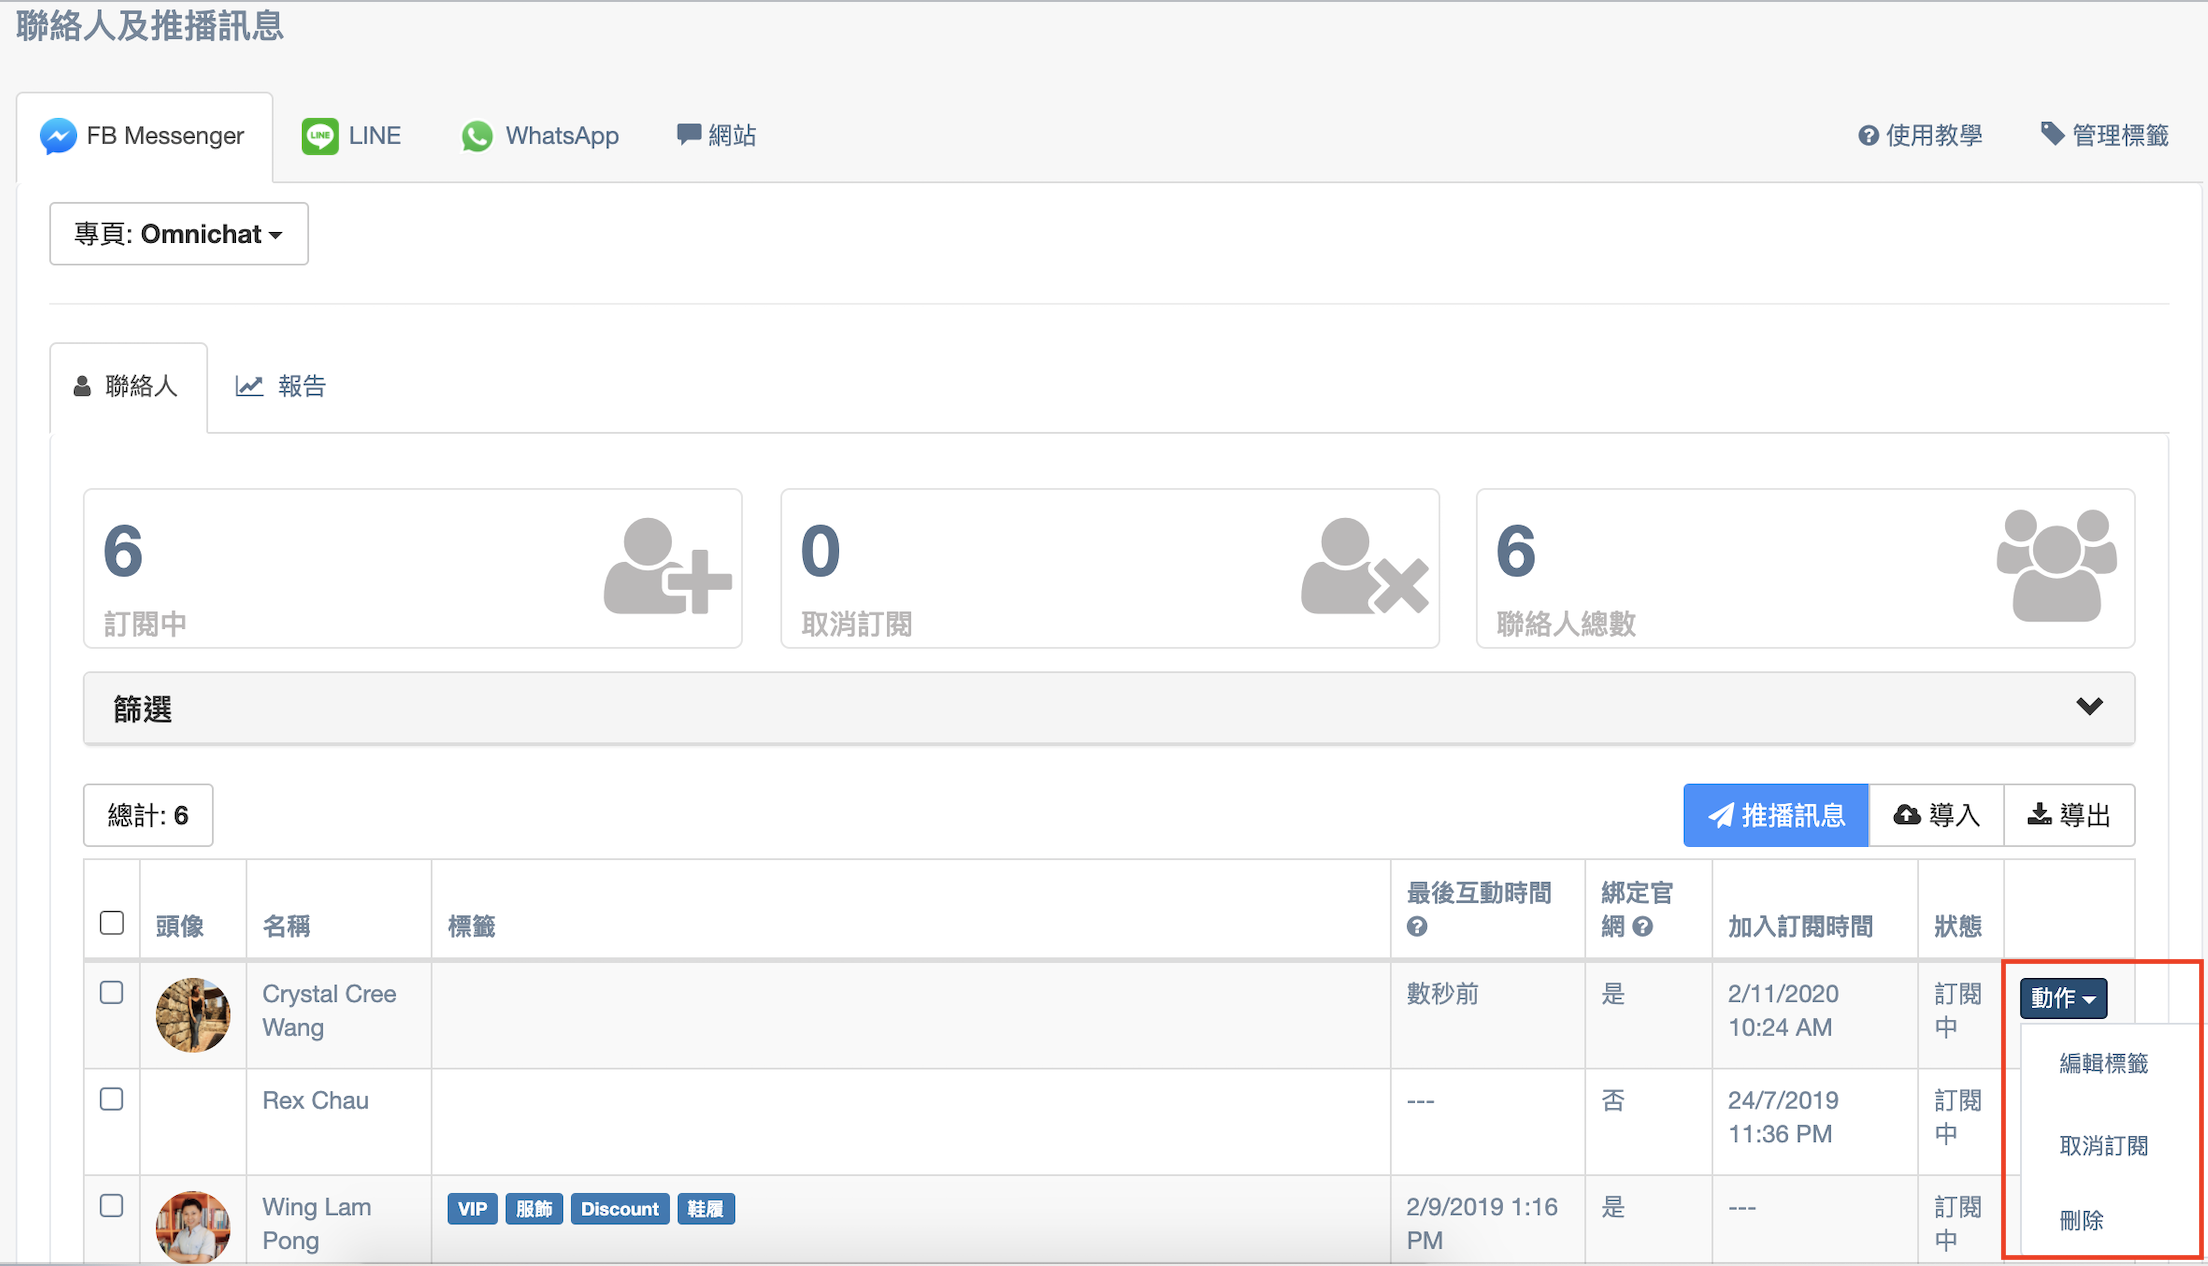 聯絡人及推播訊息
FB Messenger
LINE
WhatsApp
網站
使用教學
管理標籤
專頁: Omnichat
聯絡人
報告
6
訂閱中
0
取消訂閱
6
聯絡人總數
篩選
總計: 6
推播訊息
導入
導出
頭像
名稱
標籤
最後互動時間
綁定官
網
加入訂閱時間
狀態
Crystal Cree
Wang
數秒前
是
2/11/2020
10:24 AM
訂閱
中
動作
編輯標籤
取消訂閱
刪除
Rex Chau
---
否
24/7/2019
11:36 PM
訂閱
中
Wing Lam
Pong
VIP
服飾
Discount
鞋履
2/9/2019 1:16
PM
是
---
訂閱
中